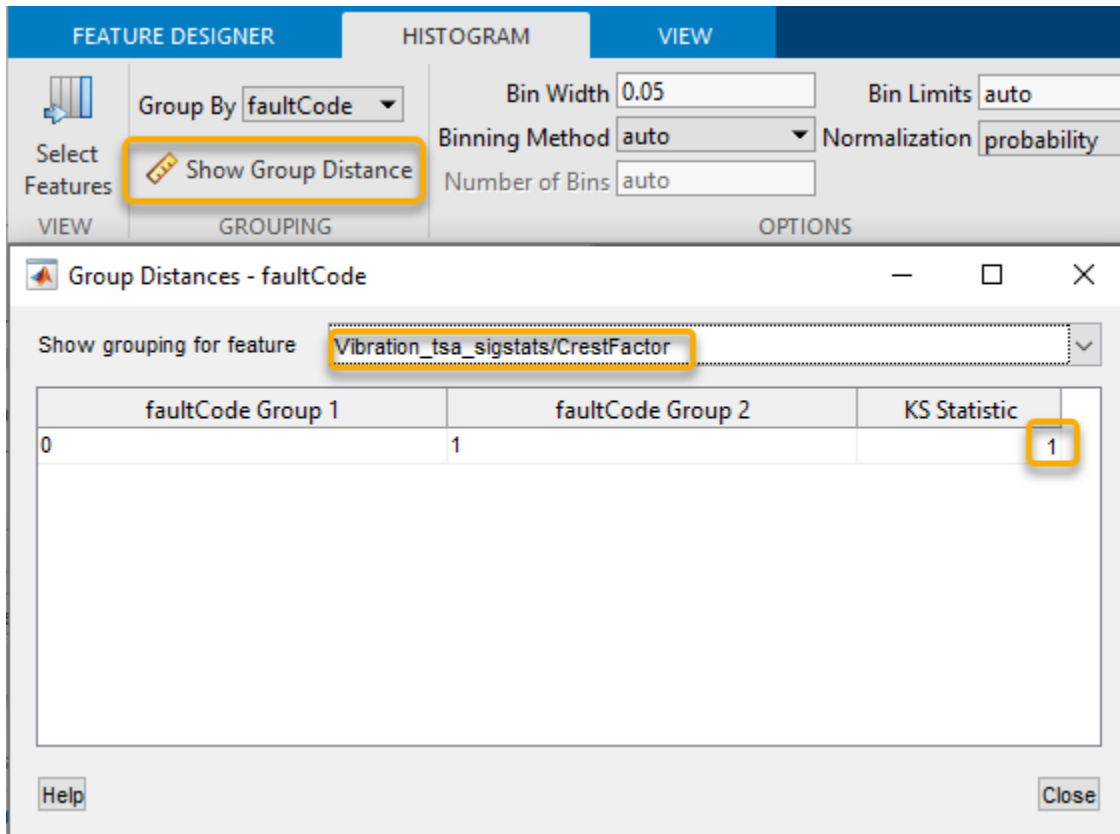 FEATURE DESIGNER HISTOGRAM VIEW
Select Features
Group By faultCode
Show Group Distance
Bin Width 0.05
Binning Method auto
Number of Bins auto
Bin Limits auto
Normalization probability
VIEW GROUPING OPTIONS
Group Distances - faultCode
Show grouping for feature Vibration_tsa_sigstats/CrestFactor
faultCode Group 1 faultCode Group 2 KS Statistic
0 1 1
Help Close